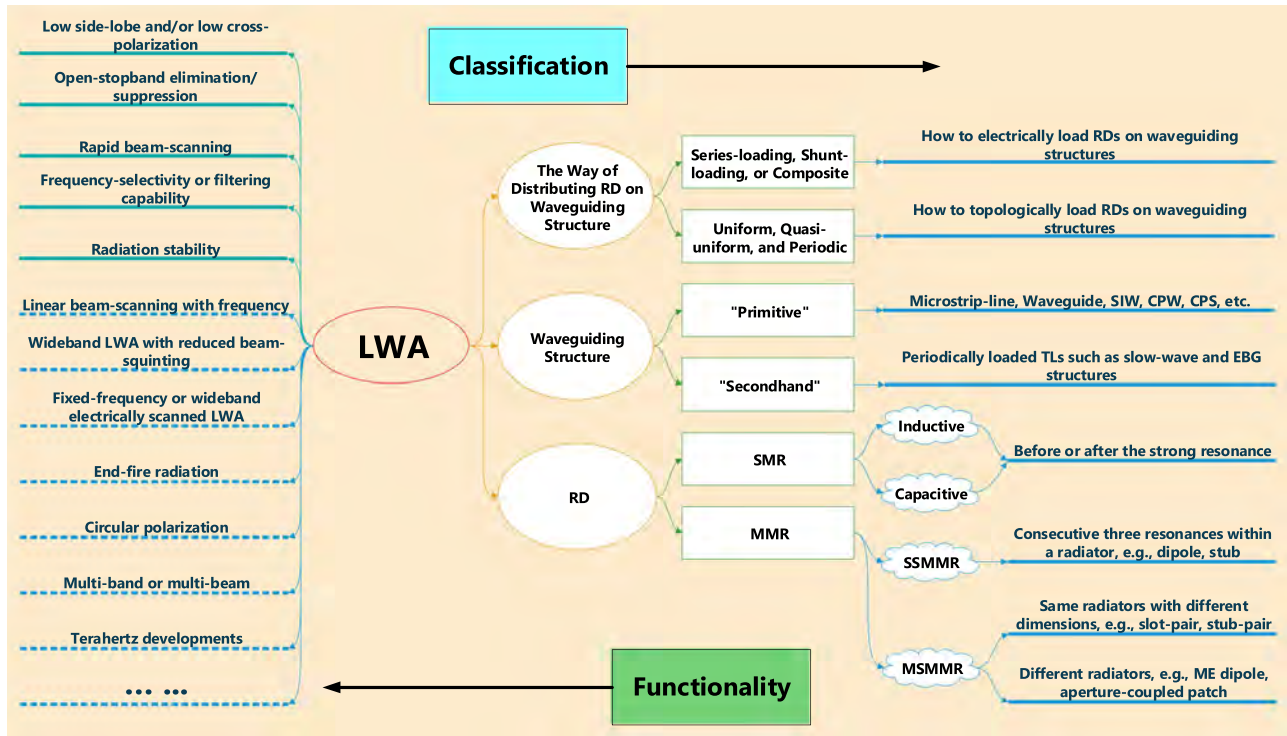 Low side-lobe and/or low cross-
polarization
Open-stopband elimination/
suppression
Rapid beam-scanning
Frequency-selectivity or filtering
capability
Radiation stability
Linear beam-scanning with frequency
Wideband LWA with reduced beam-
squinting
Fixed-frequency or wideband
electrically scanned LWA
End-fire radiation
Circular polarization
Multi-band or multi-beam
Terahertz developments
... ...
LWA
Classification
The Way of
Distributing RD on
Waveguiding
Structure
Series-loading, Shunt-
loading, or Composite
How to electrically load RDs on waveguiding
structures
Uniform, Quasi-
uniform, and Periodic
How to topologically load RDs on waveguiding
structures
Waveguiding
Structure
"Primitive"
Microstrip-line, Waveguide, SIW, CPW, CPS, etc.
"Secondhand"
Periodically loaded TLs such as slow-wave and EBG
structures
RD
SMR
Inductive
Capacitive
Before or after the strong resonance
MMR
SSMMR
Consecutive three resonances within
a radiator, e.g., dipole, stub
MSMMR
Same radiators with different
dimensions, e.g., slot-pair, stub-pair
Different radiators, e.g., ME dipole,
aperture-coupled patch
Functionality